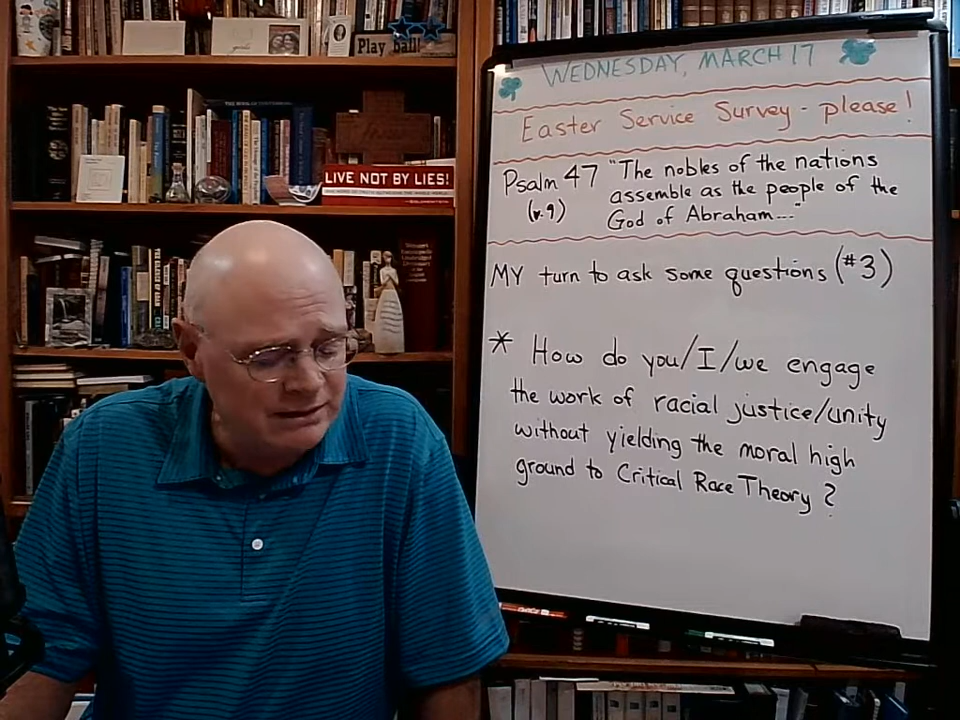 Play ball!
LIVE NOT BY LIES!
WEDNESDAY, MARCH 17
Easter Service Survey - please!
Psalm 47 "The nobles of the nations
(v. 9) assemble as the people of the
God of Abraham..."
MY turn to ask some questions (#3)
* How do you/I/we engage
the work of racial justice/unity
without yielding the moral high
ground to Critical Race Theory?